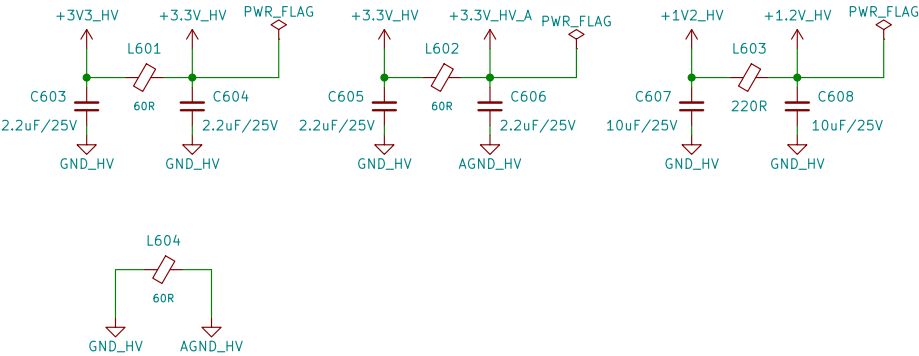 +3V3_HV
+3.3V_HV
PWR_FLAG
L601
60R
C603
2.2uF/25V
GND_HV
C604
2.2uF/25V
GND_HV
+3.3V_HV
+3.3V_HV_A
PWR_FLAG
L602
60R
C605
2.2uF/25V
GND_HV
C606
2.2uF/25V
AGND_HV
+1V2_HV
+1.2V_HV
PWR_FLAG
L603
220R
C607
10uF/25V
GND_HV
C608
10uF/25V
GND_HV
L604
60R
GND_HV
AGND_HV